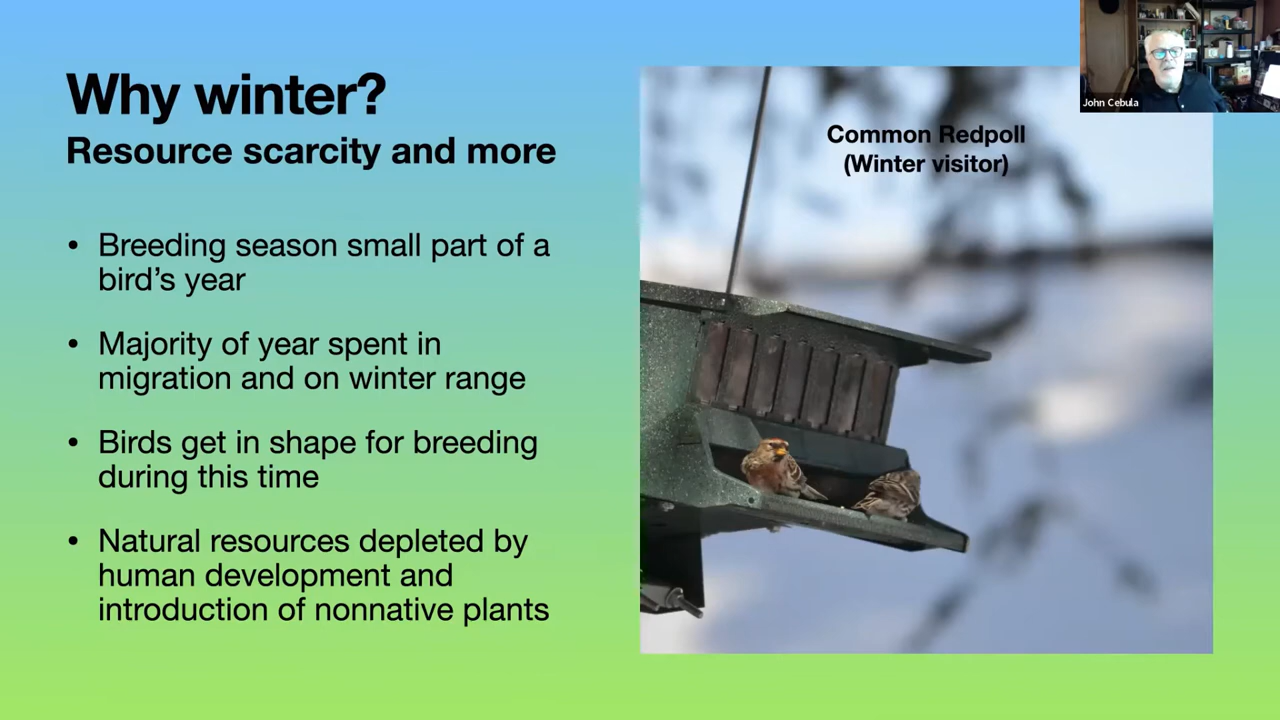 Why winter?
Resource scarcity and more
• Breeding season small part of a
bird's year
• Majority of year spent in
migration and on winter range
• Birds get in shape for breeding
during this time
• Natural resources depleted by
human development and
introduction of nonnative plants
Common Redpoll
(Winter visitor)
John Cebula